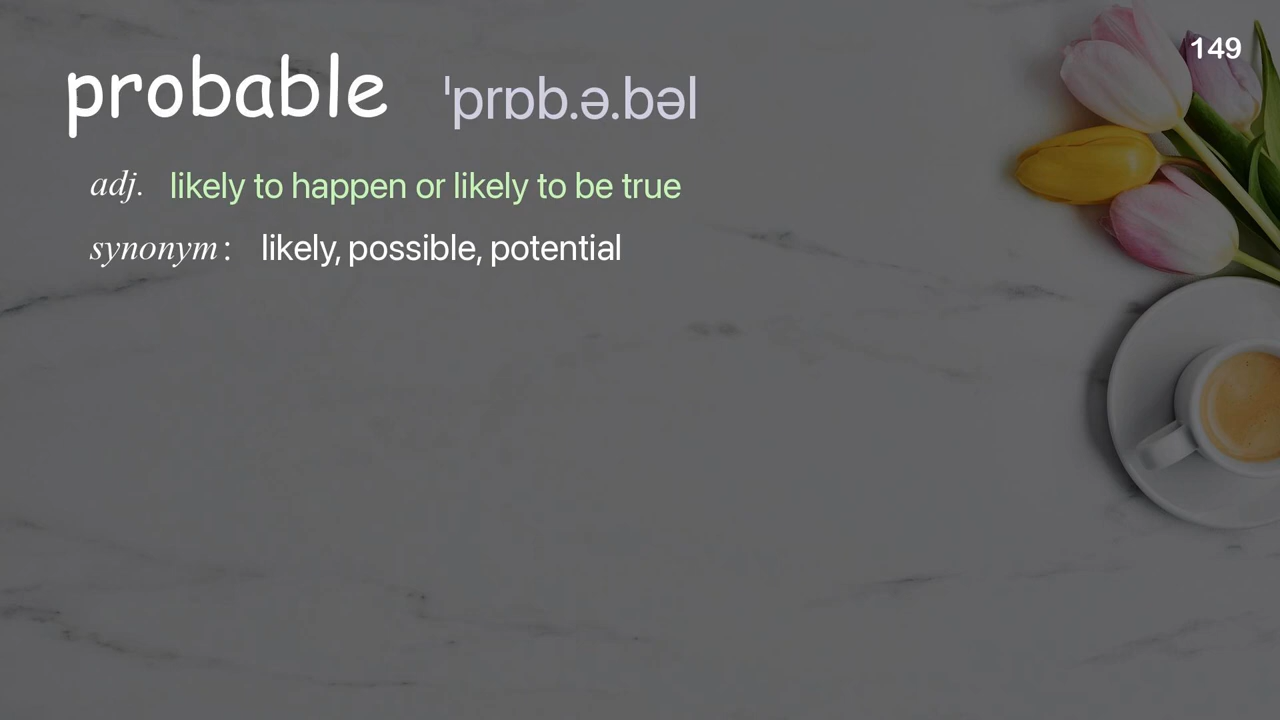 149
probable ˈprɒb.ə.bəl
adj. likely to happen or likely to be true
synonym: likely, possible, potential